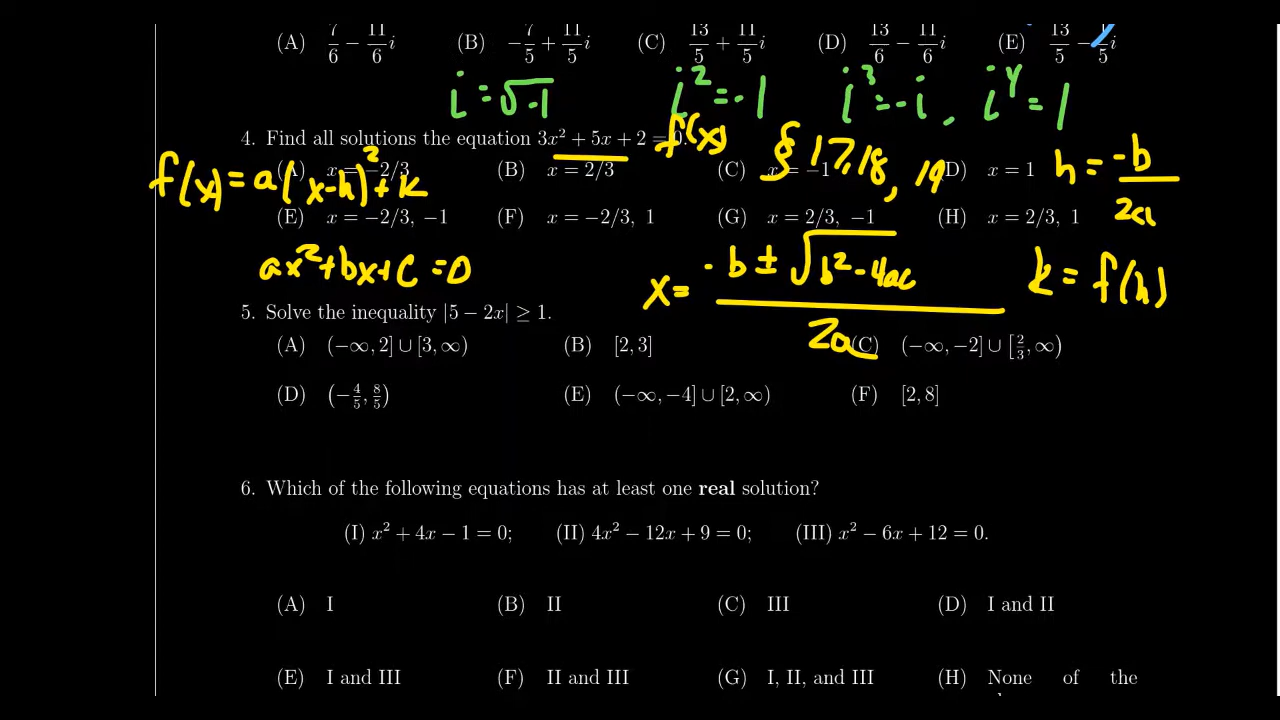 (A) 7/6 − 11/6 i (B) −7/5 + 11/5 i (C) 13/5 + 11/5 i (D) 13/6 − 11/6 i (E) 13/5 − /5 i
i = √-1 i² = -1 i³ = -i, i⁴ = 1
4. Find all solutions the equation 3x² + 5x + 2 = 0.
f(x)
§ 17, 18, 19
(A) x = −2/3 (B) x = 2/3 (C) x = −1 (D) x = 1
f(x) = a(x-h)² + k
h = -b/2a
(E) x = −2/3, −1 (F) x = −2/3, 1 (G) x = 2/3, −1 (H) x = 2/3, 1
ax² + bx + c = 0
x = -b ± √b² - 4ac / 2a
k = f(h)
5. Solve the inequality |5 − 2x| ≥ 1.
(A) (−∞, 2] ∪ [3, ∞) (B) [2, 3] (C) (−∞, −2] ∪ [2/3, ∞)
(D) (−4/5, 8/5) (E) (−∞, −4] ∪ [2, ∞) (F) [2, 8]
6. Which of the following equations has at least one real solution?
(I) x² + 4x − 1 = 0; (II) 4x² − 12x + 9 = 0; (III) x² − 6x + 12 = 0.
(A) I (B) II (C) III (D) I and II
(E) I and III (F) II and III (G) I, II, and III (H) None of the